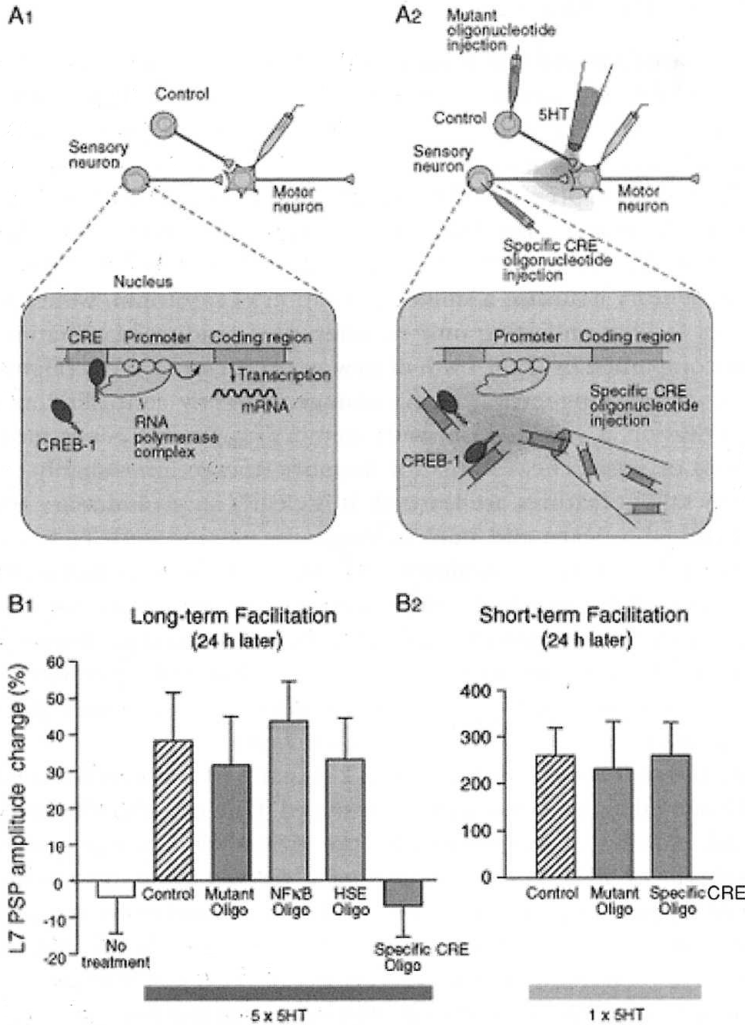 A1
Control
Sensory
neuron
Motor
neuron
Nucleus
CRE
Promoter
Coding region
Transcription
mRNA
CREB-1
RNA
polymerase
complex
A2
Mutant
oligonucleotide
injection
5HT
Control
Sensory
neuron
Motor
neuron
Specific CRE
oligonucleotide
injection
Promoter
Coding region
Specific CRE
oligonucleotide
injection
CREB-1
B1
Long-term Facilitation
(24 h later)
L7 PSP amplitude change (%)
60
50
40
30
20
10
0
-10
-20
No
treatment
Control
Mutant
Oligo
NFκB
Oligo
HSE
Oligo
Specific CRE
Oligo
5 x 5HT
B2
Short-term Facilitation
(24 h later)
400
300
200
100
0
Control
Mutant
Oligo
Specific CRE
Oligo
1 x 5HT